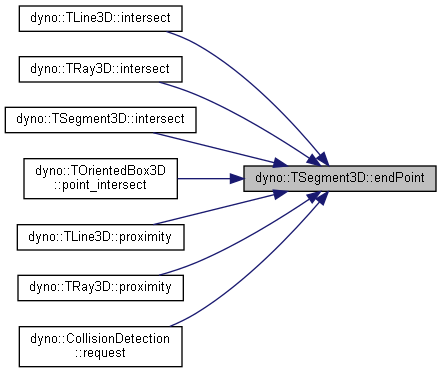 dyno::TLine3D::intersect
dyno::TRay3D::intersect
dyno::TSegment3D::intersect
dyno::TOrientedBox3D
::point_intersect
dyno::TSegment3D::endPoint
dyno::TLine3D::proximity
dyno::TRay3D::proximity
dyno::CollisionDetection
::request